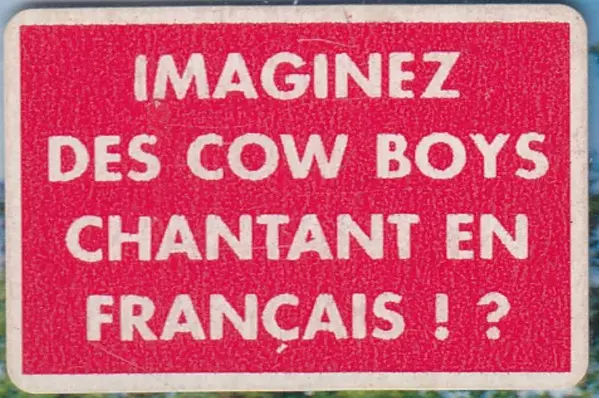 IMAGINEZ
DES COW BOYS
CHANTANT EN
FRANÇAIS ! ?